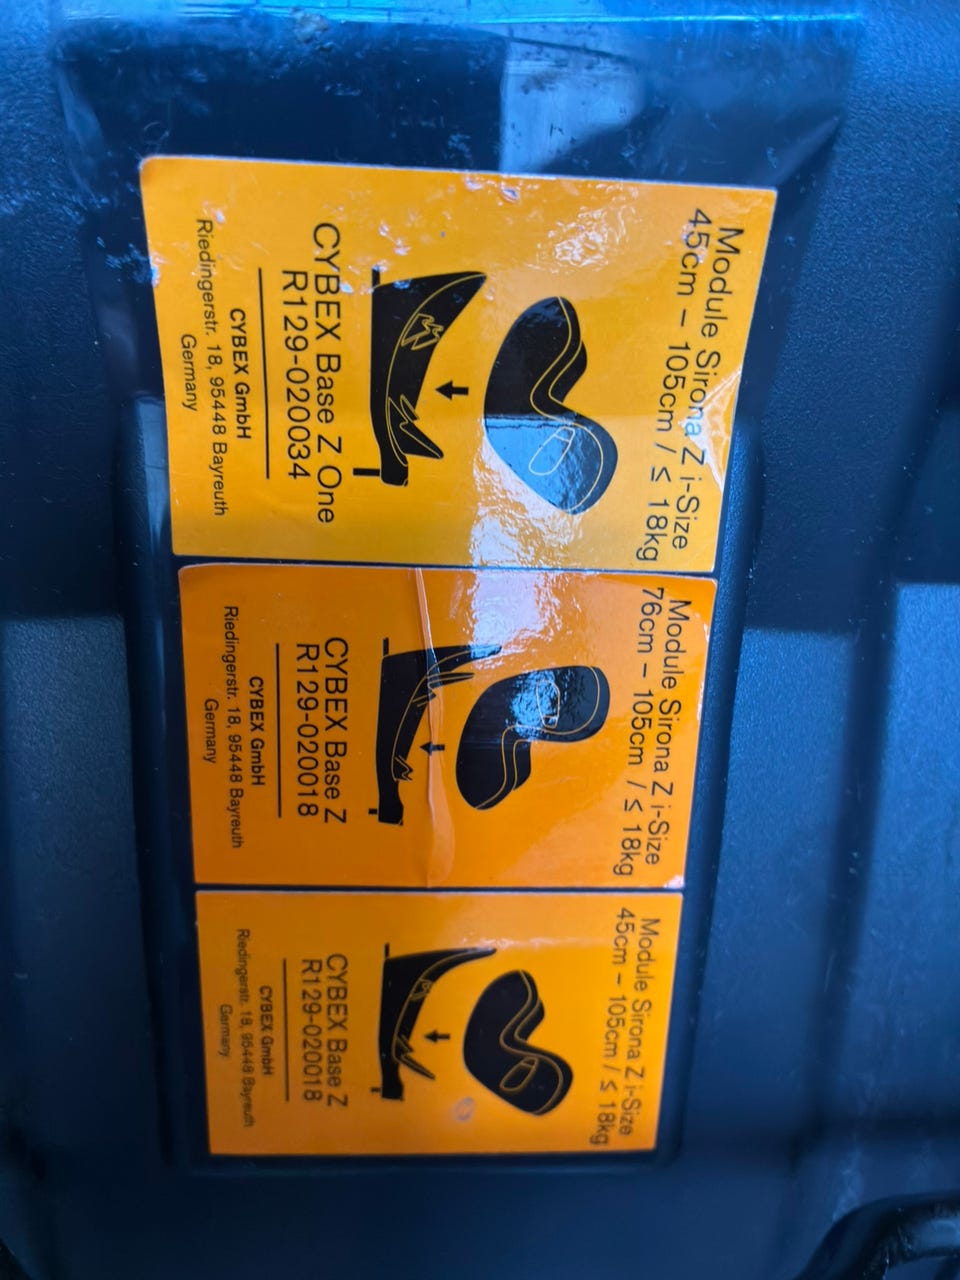 Module Sirona Z i-Size
45cm – 105cm / ≤ 18kg
CYBEX Base Z One
R129-020034
CYBEX GmbH
Riedingerstr. 18, 95448 Bayreuth
Germany
Module Sirona Z i-Size
76cm – 105cm / ≤ 18kg
CYBEX Base Z
R129-020018
CYBEX GmbH
Riedingerstr. 18, 95448 Bayreuth
Germany
Module Sirona Z i-Size
45cm – 105cm / ≤ 18kg
CYBEX Base Z
R129-020018
CYBEX GmbH
Riedingerstr. 18, 95448 Bayreuth
Germany